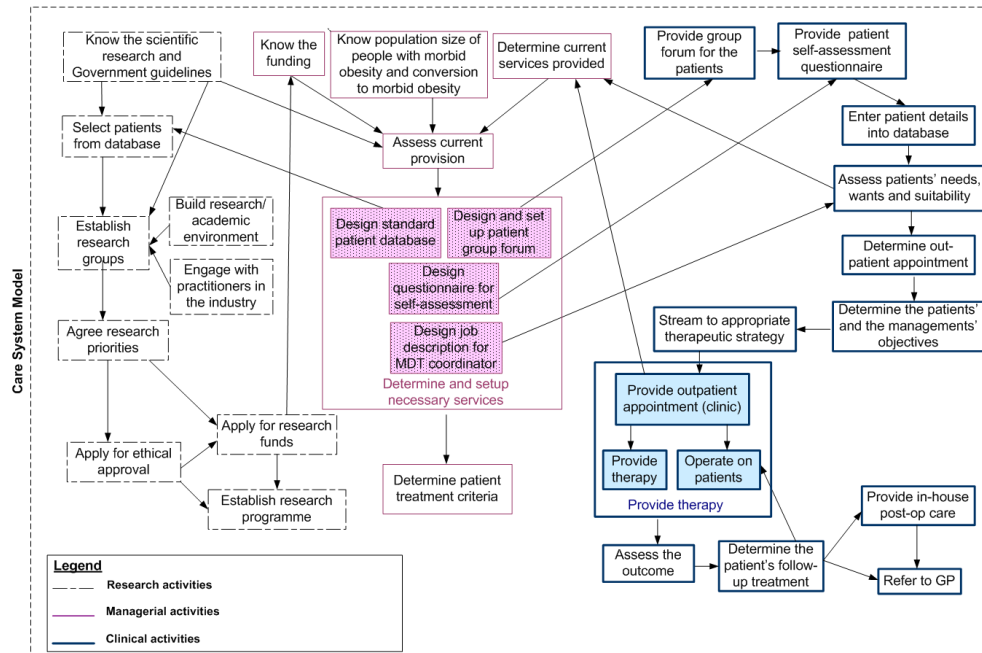 Care System Model
Know the scientific
research and
Government guidelines
Know the
funding
Know population size of
people with morbid
obesity and conversion
to morbid obesity
Determine current
services provided
Provide group
forum for the
patients
Provide patient
self-assessment
questionnaire
Select patients
from database
Assess current
provision
Enter patient details
into database
Assess patients' needs,
wants and suitability
Build research/
academic
environment
Establish
research
groups
Engage with
practitioners
in the industry
Design standard
patient database
Design and set
up patient
group forum
Design
questionnaire for
self-assessment
Design job
description for
MDT coordinator
Determine and setup
necessary services
Determine out-
patient appointment
Determine the patients'
and the managements'
objectives
Stream to appropriate
therapeutic strategy
Agree research
priorities
Provide outpatient
appointment (clinic)
Provide
therapy
Operate on
patients
Provide therapy
Apply for ethical
approval
Apply for research
funds
Establish research
programme
Determine patient
treatment criteria
Assess the
outcome
Determine the
patient's follow-
up treatment
Provide in-house
post-op care
Refer to GP
Legend
Research activities
Managerial activities
Clinical activities